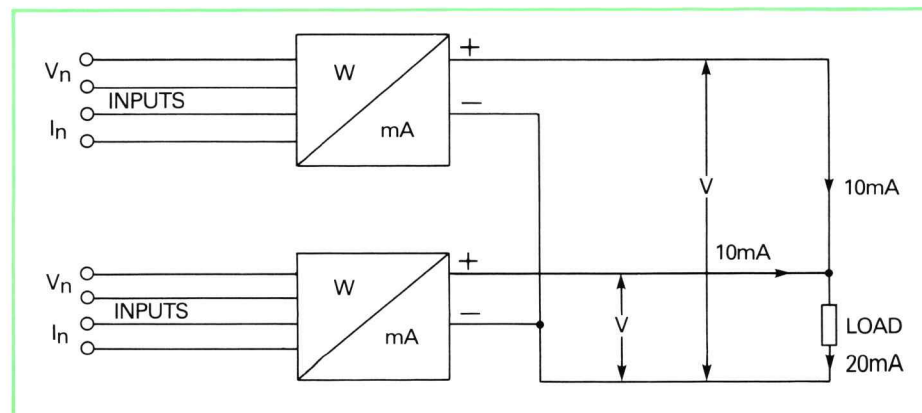 +
Vn
W
INPUTS
−
In
mA
V
10mA
10mA
+
Vn
W
INPUTS
−
V
LOAD
In
mA
20mA